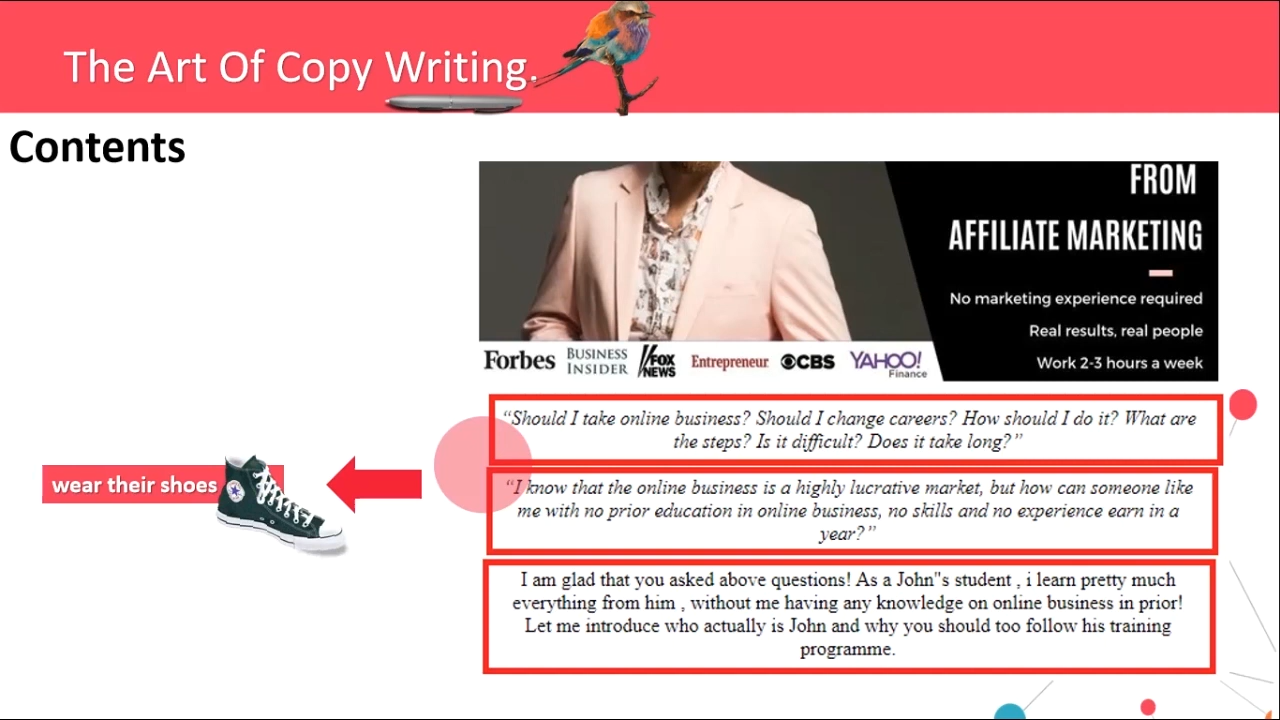 The Art Of Copy Writing.
Contents
FROM
AFFILIATE MARKETING
No marketing experience required
Real results, real people
Work 2-3 hours a week
Forbes BUSINESS INSIDER FOX NEWS Entrepreneur CBS YAHOO! Finance
“Should I take online business? Should I change careers? How should I do it? What are
the steps? Is it difficult? Does it take long?”
wear their shoes
“I know that the online business is a highly lucrative market, but how can someone like
me with no prior education in online business, no skills and no experience earn in a
year?”
I am glad that you asked above questions! As a John"s student , i learn pretty much
everything from him , without me having any knowledge on online business in prior!
Let me introduce who actually is John and why you should too follow his training
programme.